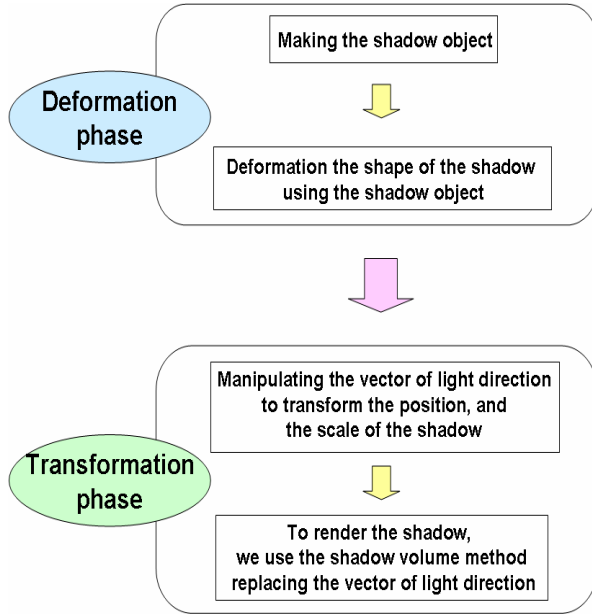 Making the shadow object
Deformation
phase
Deformation the shape of the shadow
using the shadow object
Manipulating the vector of light direction
to transform the position, and
the scale of the shadow
Transformation
phase
To render the shadow,
we use the shadow volume method
replacing the vector of light direction